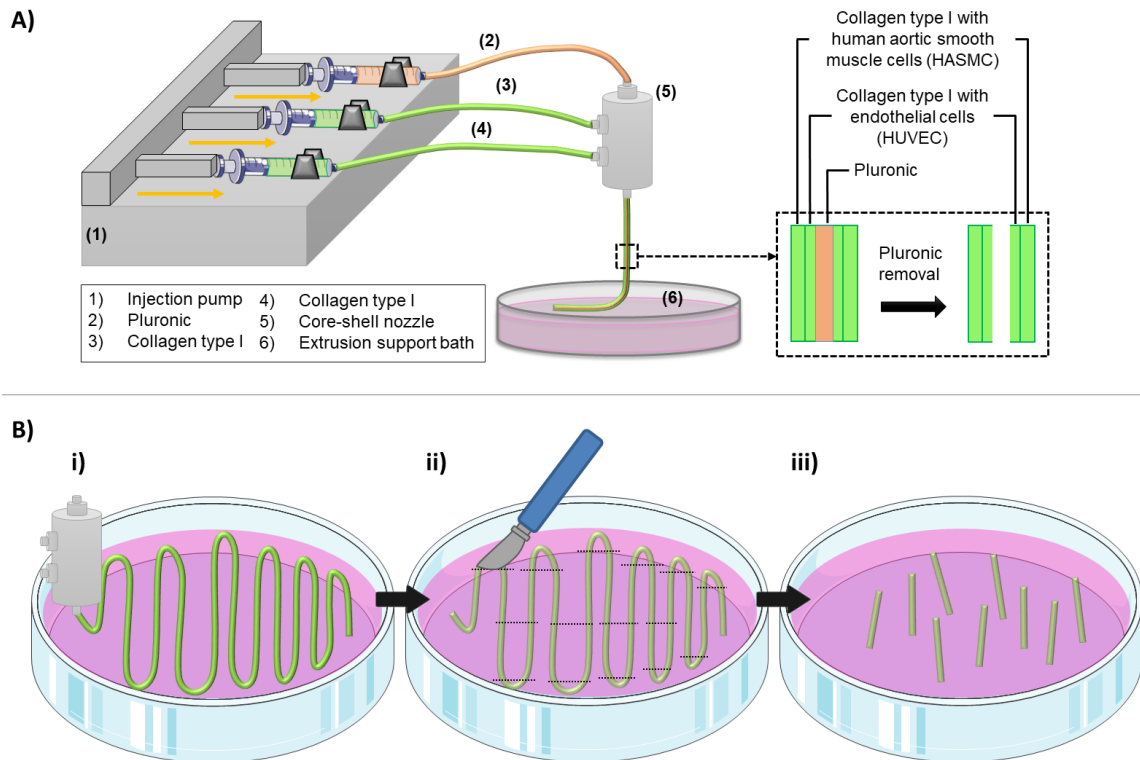 A)
(2)
(3)
(4)
(5)
(1)
(6)
Collagen type I with
human aortic smooth
muscle cells (HASMC)
Collagen type I with
endothelial cells
(HUVEC)
Pluronic
Pluronic
removal
1) Injection pump
2) Pluronic
3) Collagen type I
4) Collagen type I
5) Core-shell nozzle
6) Extrusion support bath
B)
i)
ii)
iii)